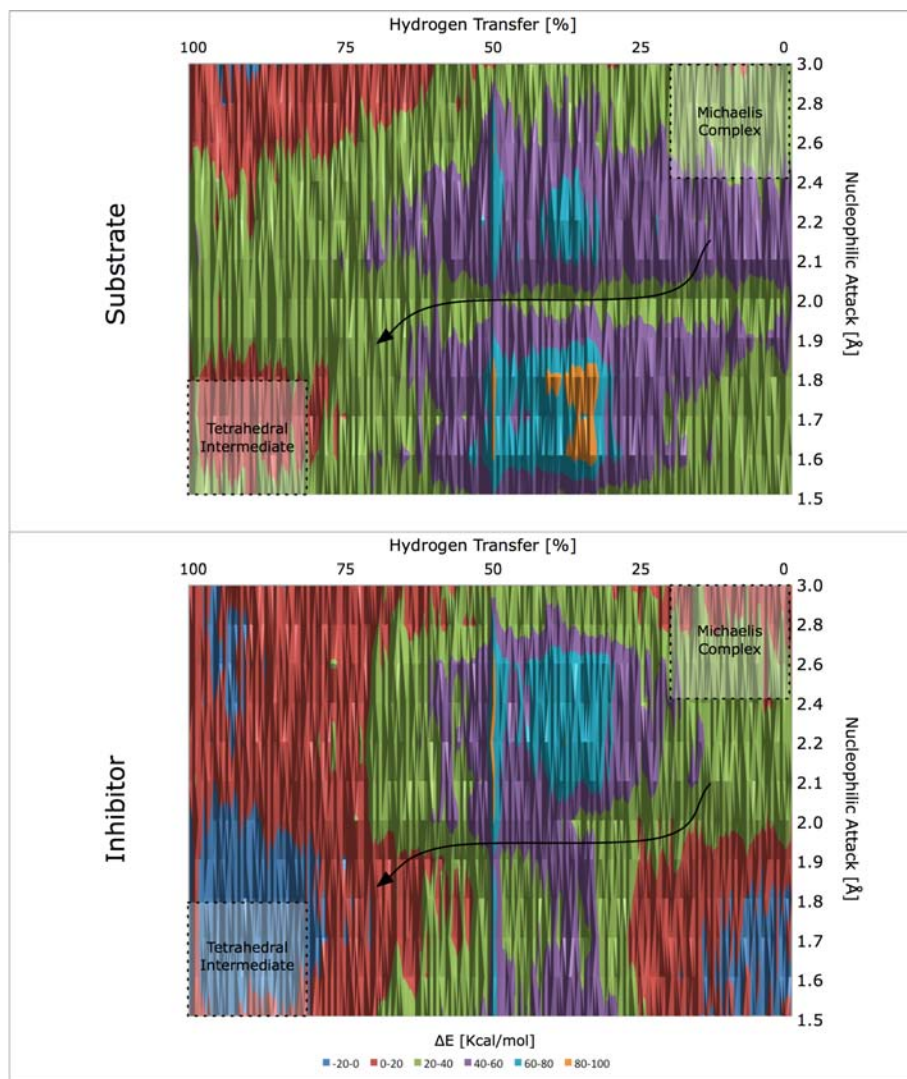 Hydrogen Transfer [%]
100 75 50 25 0
Substrate
Michaelis
Complex
Tetrahedral
Intermediate
3.0
2.8
2.6
2.4
2.2
2.1
2.0
1.9
1.8
1.7
1.6
1.5
Nucleophilic Attack [Å]
Hydrogen Transfer [%]
100 75 50 25 0
Inhibitor
Michaelis
Complex
Tetrahedral
Intermediate
3.0
2.8
2.6
2.4
2.2
2.1
2.0
1.9
1.8
1.7
1.6
1.5
Nucleophilic Attack [Å]
ΔE [Kcal/mol]
-20-0 0-20 20-40 40-60 60-80 80-100